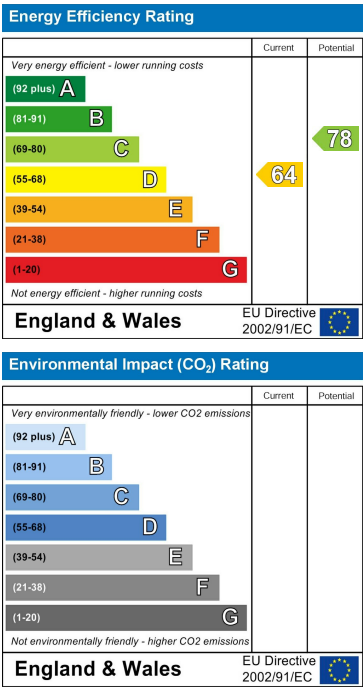 Energy Efficiency Rating
Current Potential
Very energy efficient - lower running costs
(92 plus) A
(81-91) B
(69-80) C
(55-68) D
(39-54) E
(21-38) F
(1-20) G
64
78
Not energy efficient - higher running costs
England & Wales
EU Directive
2002/91/EC
Environmental Impact (CO₂) Rating
Current Potential
Very environmentally friendly - lower CO2 emissions
(92 plus) A
(81-91) B
(69-80) C
(55-68) D
(39-54) E
(21-38) F
(1-20) G
Not environmentally friendly - higher CO2 emissions
England & Wales
EU Directive
2002/91/EC